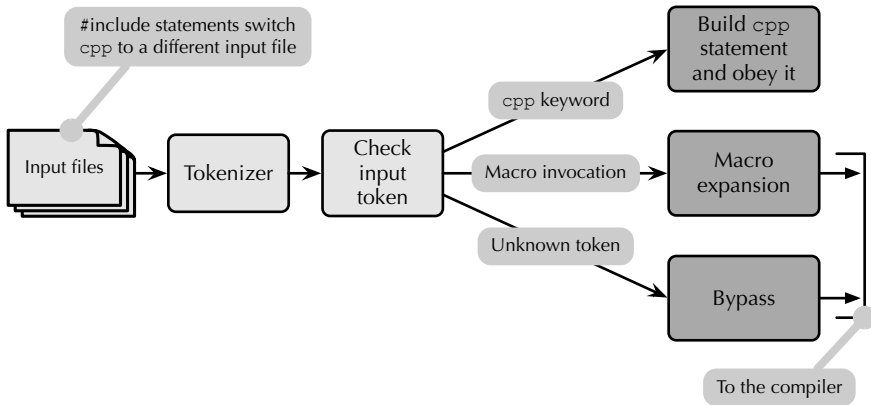 #include statements switch
cpp to a different input file
Input files
Tokenizer
Check
input
token
cpp keyword
Macro invocation
Unknown token
Build cpp
statement
and obey it
Macro
expansion
Bypass
To the compiler